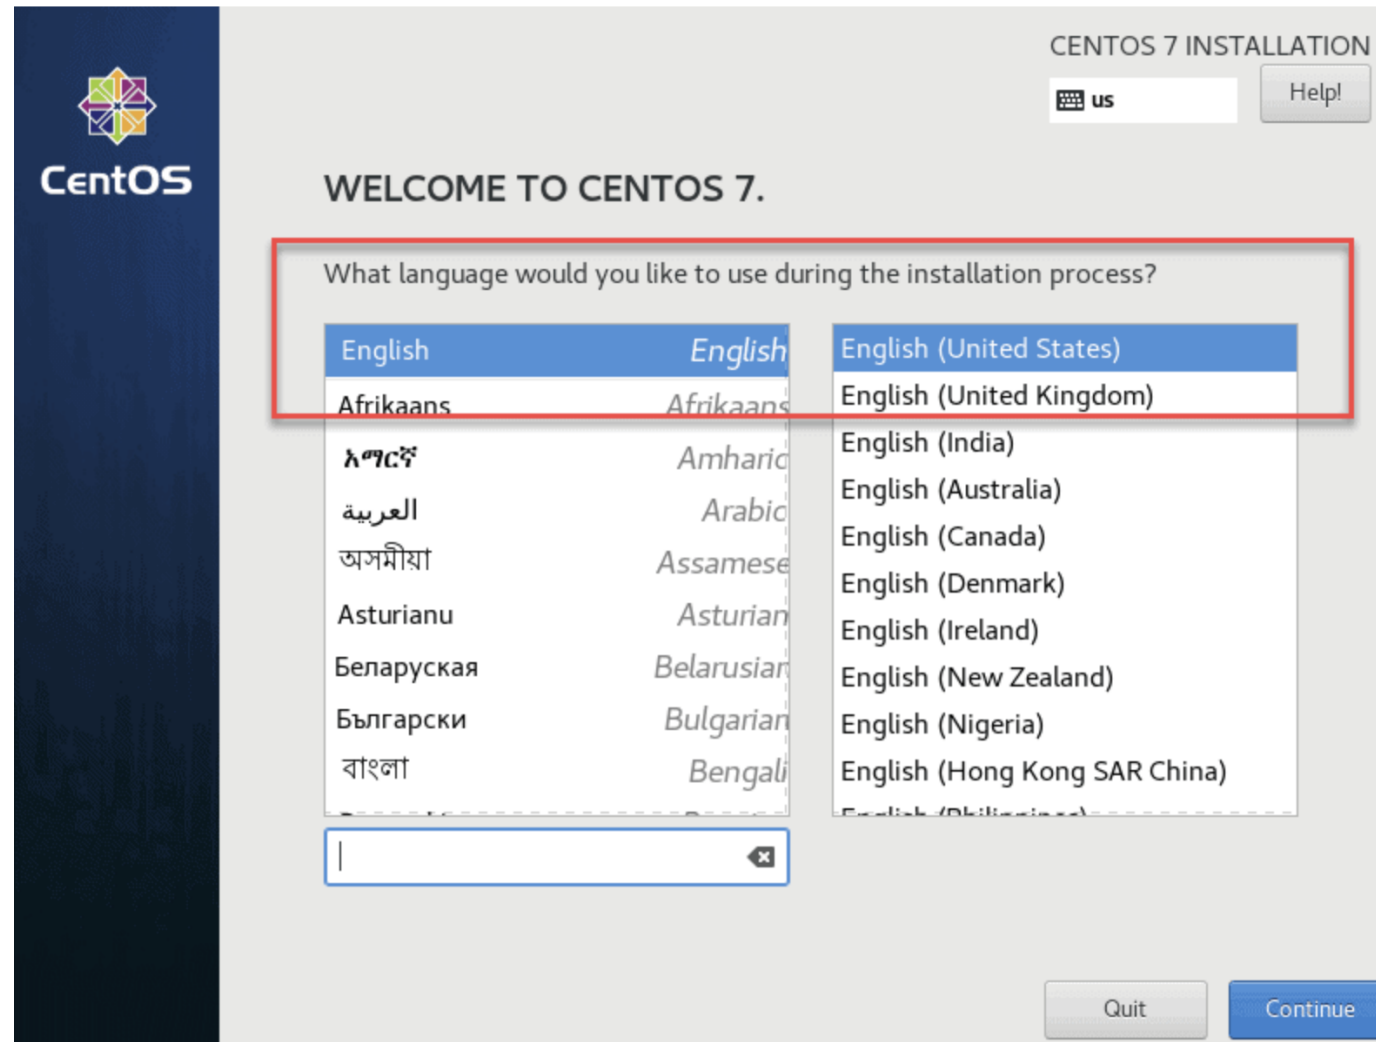 CENTOS 7 INSTALLATION
us
Help!
CentOS
WELCOME TO CENTOS 7.
What language would you like to use during the installation process?
English English
Afrikaans Afrikaans
አማርኛ Amharic
العربية Arabic
অসমীয়া Assamese
Asturianu Asturian
Беларуская Belarusian
Български Bulgarian
বাংলা Bengali
English (United States)
English (United Kingdom)
English (India)
English (Australia)
English (Canada)
English (Denmark)
English (Ireland)
English (New Zealand)
English (Nigeria)
English (Hong Kong SAR China)
English (Philippines)
Quit
Continue